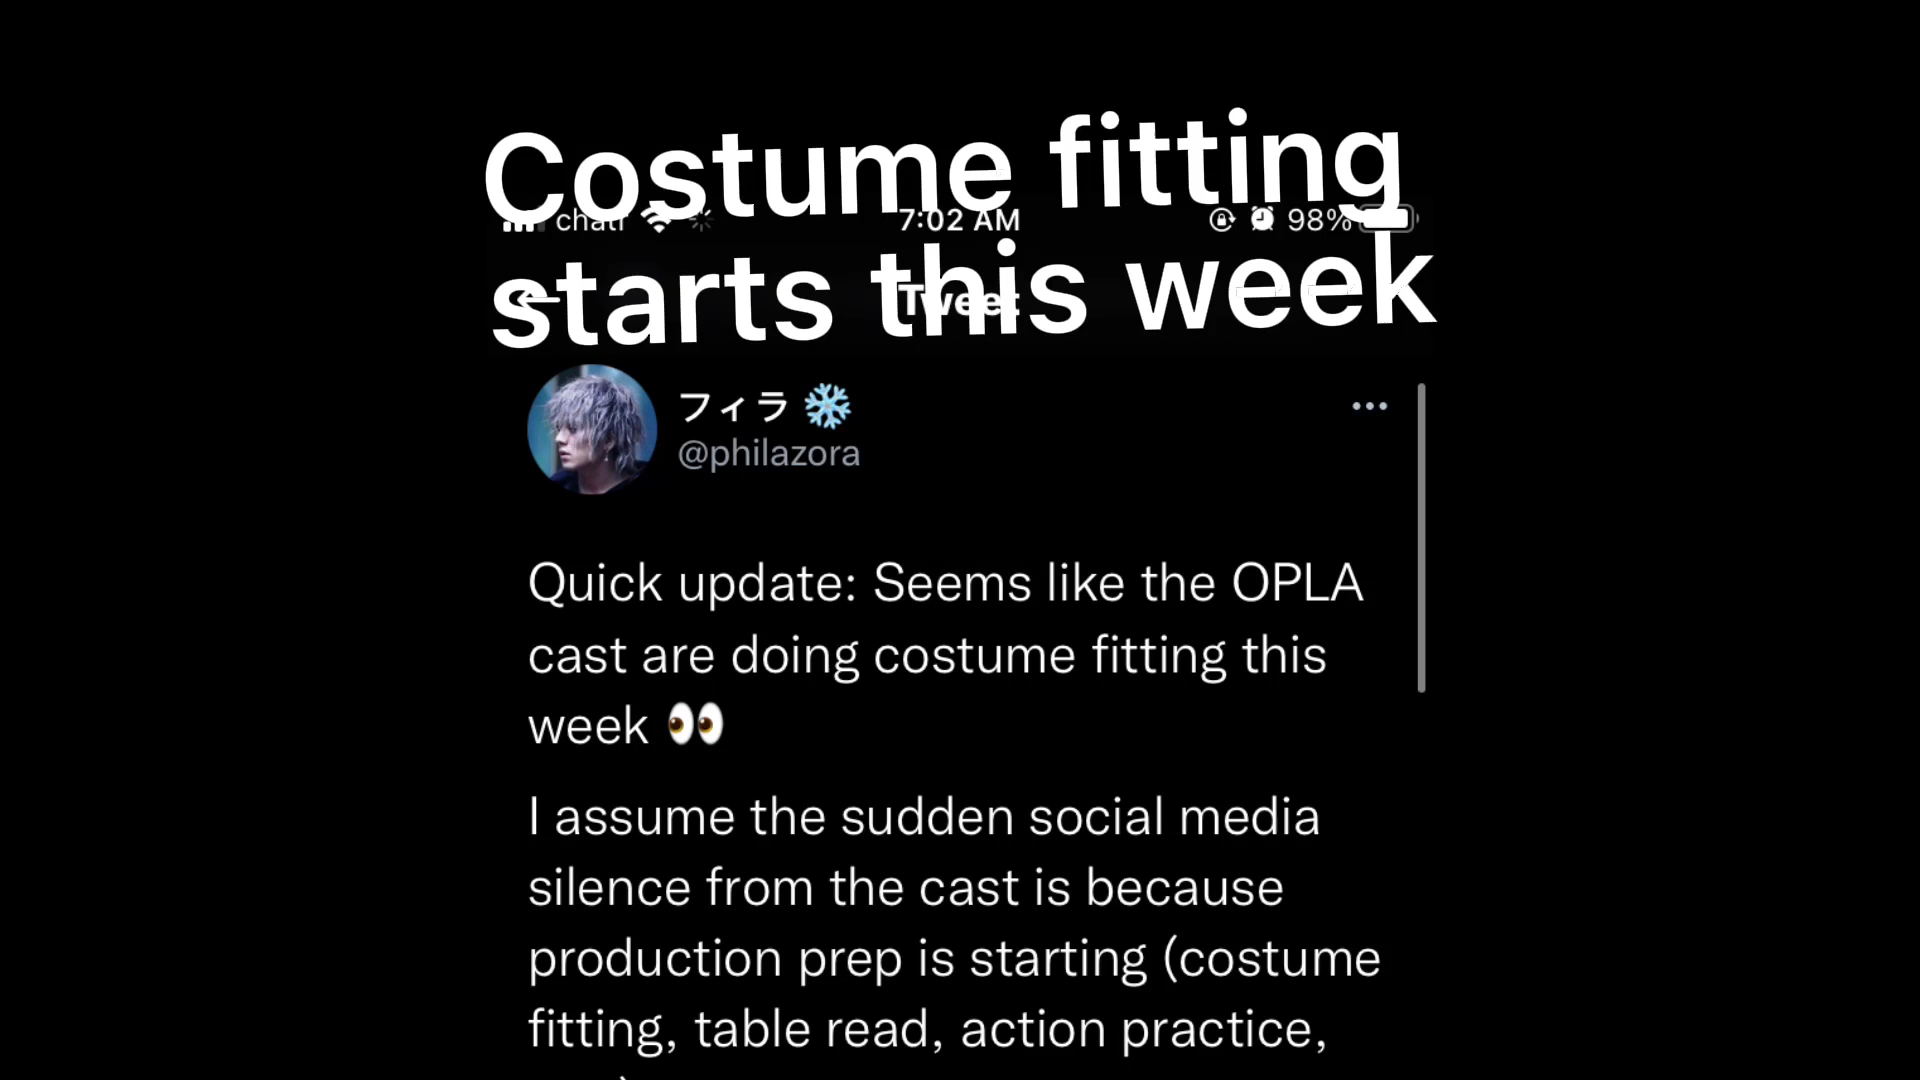 Costume fitting
starts this week
chatr 7:02 AM 98%
Tweet
フィラ ❄️
@philazora
Quick update: Seems like the OPLA
cast are doing costume fitting this
week 👀
I assume the sudden social media
silence from the cast is because
production prep is starting (costume
fitting, table read, action practice,